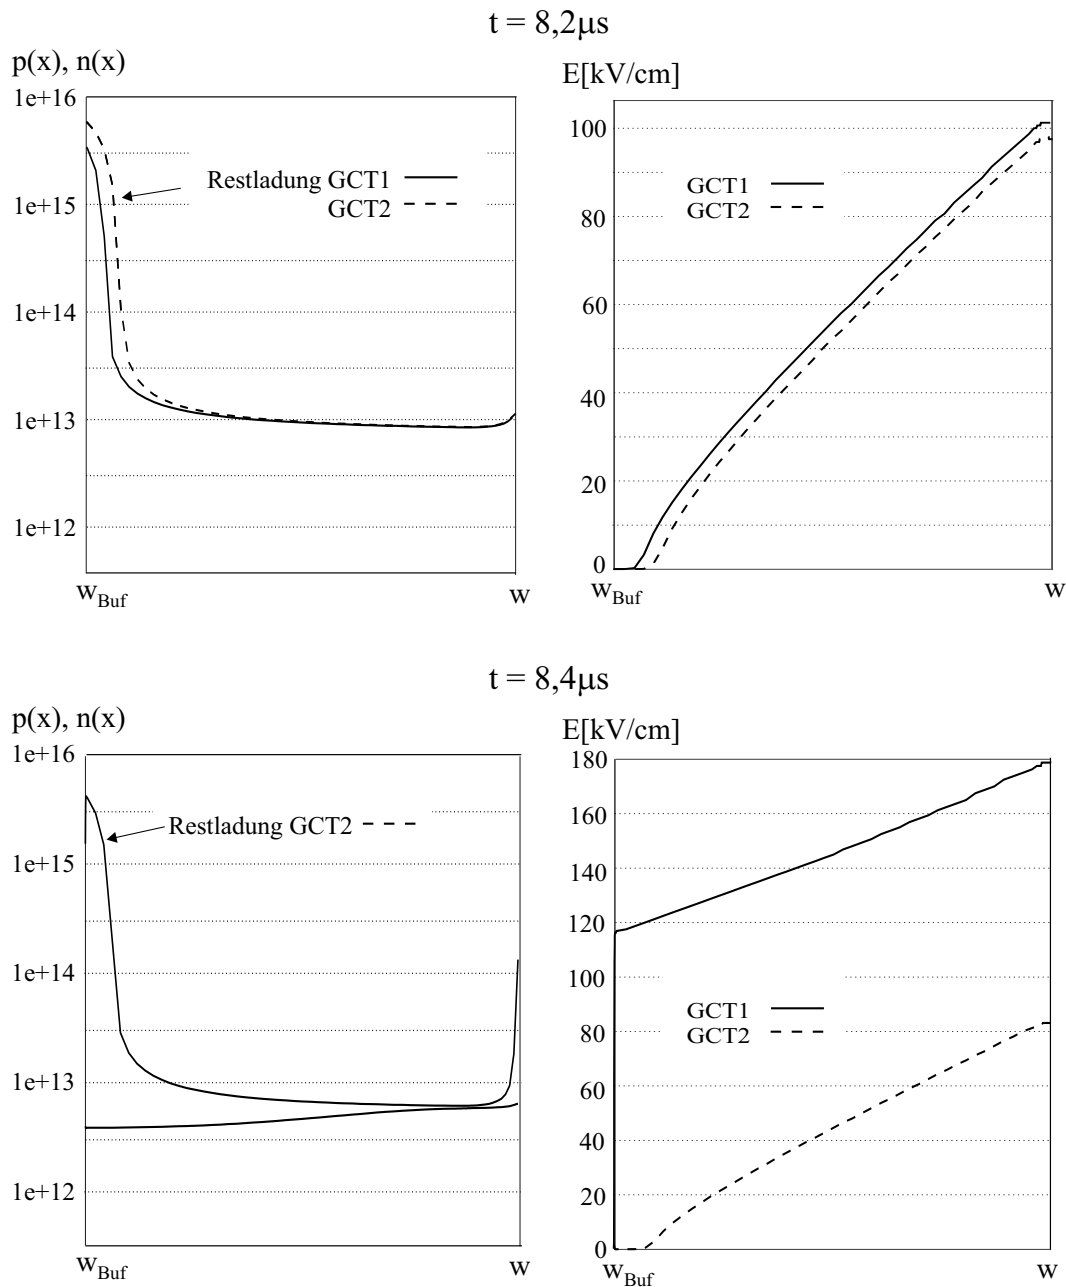 t = 8,2μs
p(x), n(x)
1e+16
1e+15
1e+14
1e+13
1e+12
Restladung GCT1
GCT2
w_Buf
w
E[kV/cm]
100
80
60
40
20
0
GCT1
GCT2
w_Buf
w
t = 8,4μs
p(x), n(x)
1e+16
1e+15
1e+14
1e+13
1e+12
Restladung GCT2
w_Buf
w
E[kV/cm]
180
160
140
120
100
80
60
40
20
0
GCT1
GCT2
w_Buf
w